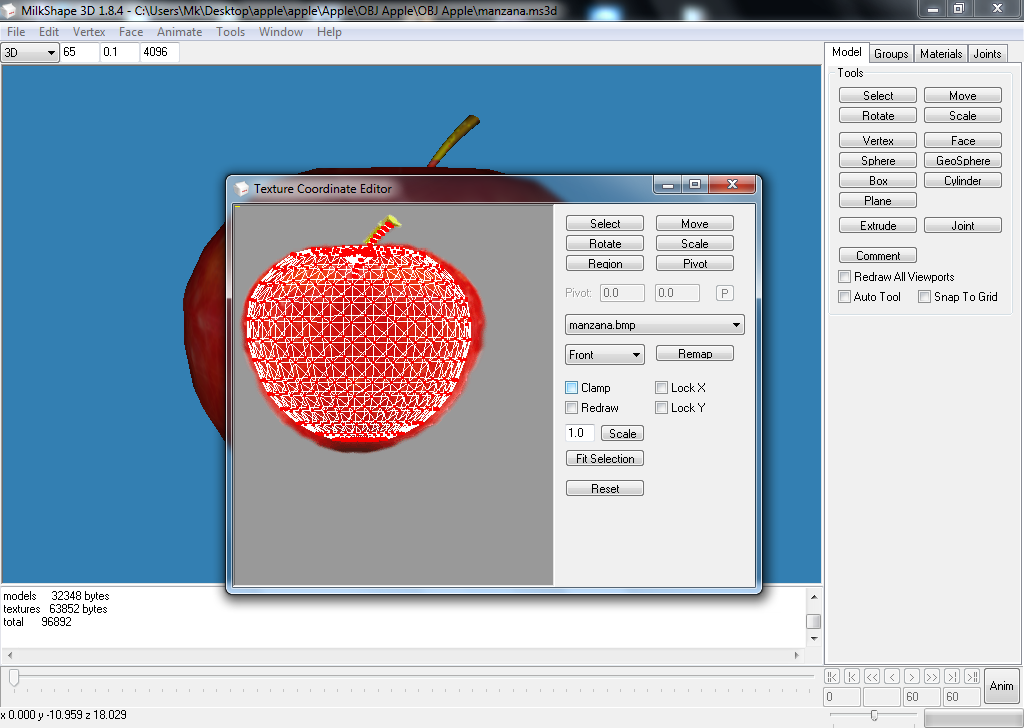 MilkShape 3D 1.8.4 - C:\Users\Mk\Desktop\apple\apple\Apple\OBJ Apple\OBJ Apple\manzana.ms3d
File Edit Vertex Face Animate Tools Window Help
3D 65 0.1 4096
Model Groups Materials Joints
Tools
Select Move
Rotate Scale
Vertex Face
Sphere GeoSphere
Box Cylinder
Plane
Extrude Joint
Comment
Redraw All Viewports
Auto Tool Snap To Grid
Texture Coordinate Editor
Select Move
Rotate Scale
Region Pivot
Pivot: 0.0 0.0 P
manzana.bmp
Front Remap
Clamp Lock X
Redraw Lock Y
1.0 Scale
Fit Selection
Reset
models 32348 bytes
textures 63852 bytes
total 96892
|< |< << < > >> >| >||
0 60 60
Anim
x 0.000 y -10.959 z 18.029